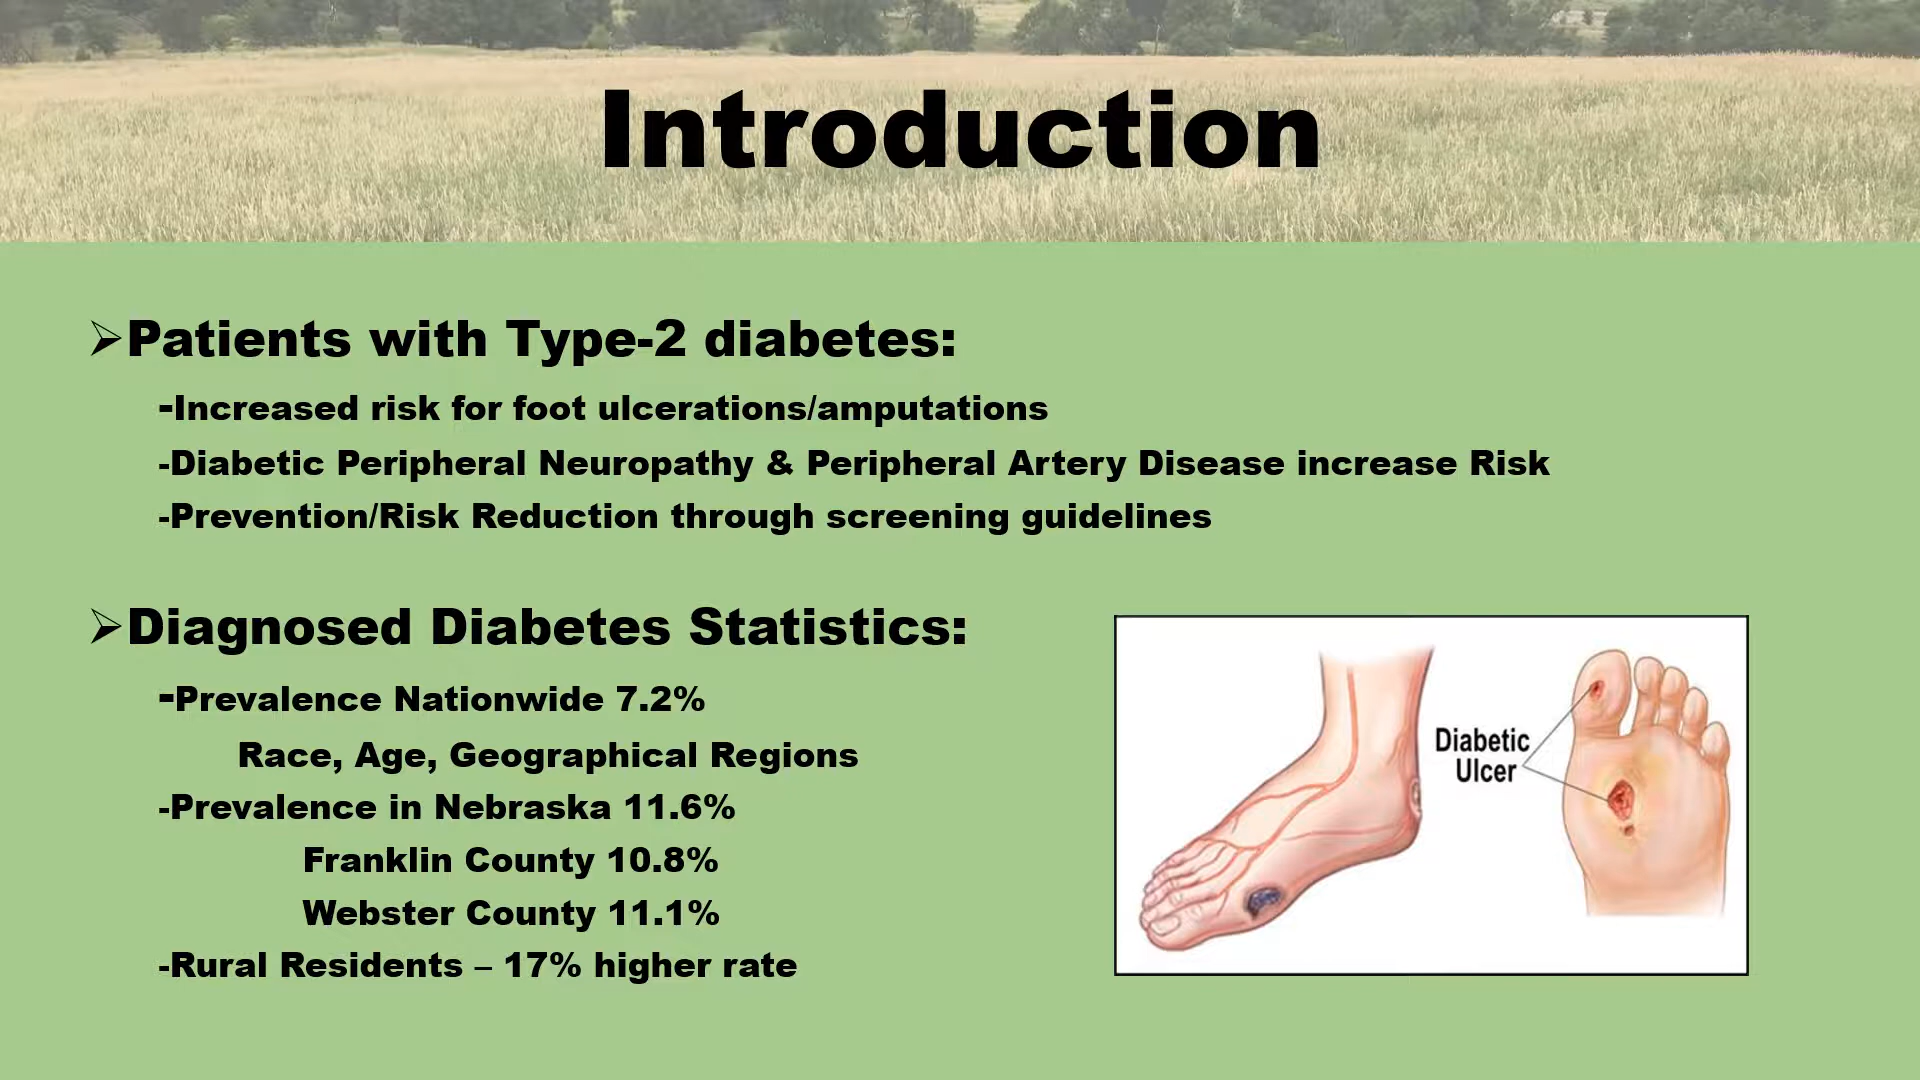 Introduction
➢Patients with Type-2 diabetes:
-Increased risk for foot ulcerations/amputations
-Diabetic Peripheral Neuropathy & Peripheral Artery Disease increase Risk
-Prevention/Risk Reduction through screening guidelines
➢Diagnosed Diabetes Statistics:
-Prevalence Nationwide 7.2%
Race, Age, Geographical Regions
-Prevalence in Nebraska 11.6%
Franklin County 10.8%
Webster County 11.1%
-Rural Residents – 17% higher rate
Diabetic
Ulcer